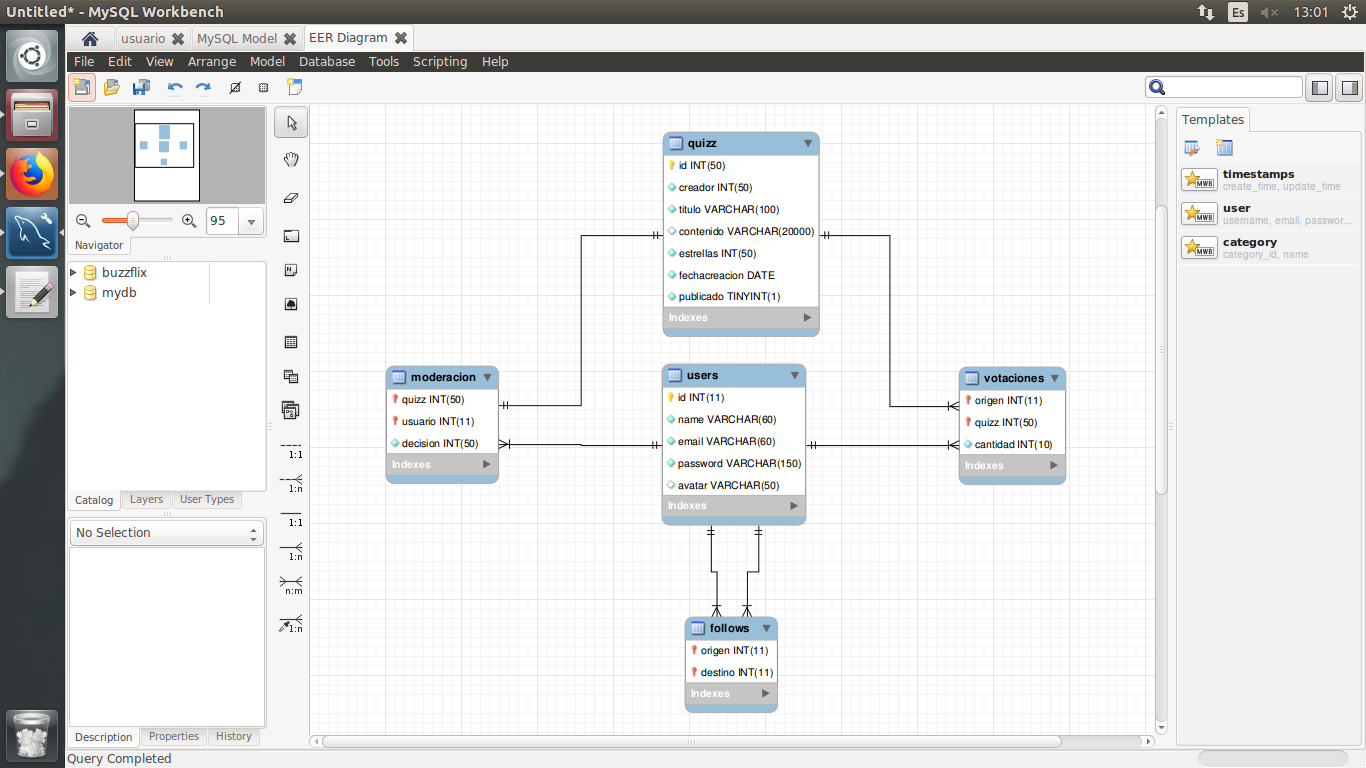 Untitled* - MySQL Workbench
Es
13:01
usuario
MySQL Model
EER Diagram
File Edit View Arrange Model Database Tools Scripting Help
95
Navigator
buzzflix
mydb
Catalog
Layers
User Types
No Selection
Description
Properties
History
Query Completed
1:1
1:n
1:1
1:n
n:m
1:n
quizz
id INT(50)
creador INT(50)
titulo VARCHAR(100)
contenido VARCHAR(20000)
estrellas INT(50)
fechacreacion DATE
publicado TINYINT(1)
Indexes
moderacion
quizz INT(50)
usuario INT(11)
decision INT(50)
Indexes
users
id INT(11)
name VARCHAR(60)
email VARCHAR(60)
password VARCHAR(150)
avatar VARCHAR(50)
Indexes
votaciones
origen INT(11)
quizz INT(50)
cantidad INT(10)
Indexes
follows
origen INT(11)
destino INT(11)
Indexes
Templates
MWB
timestamps
create_time, update_time
MWB
user
username, email, passwor...
MWB
category
category_id, name